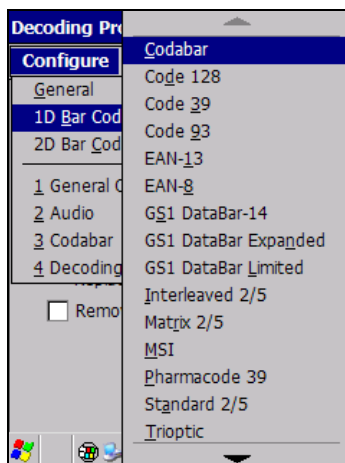 Decoding Pro
Configure
General
1D Bar Cod
2D Bar Cod
1 General O
2 Audio
3 Codabar
4 Decoding
Remo
Codabar
Code 128
Code 39
Code 93
EAN-13
EAN-8
GS1 DataBar-14
GS1 DataBar Expanded
GS1 DataBar Limited
Interleaved 2/5
Matrix 2/5
MSI
Pharmacode 39
Standard 2/5
Trioptic